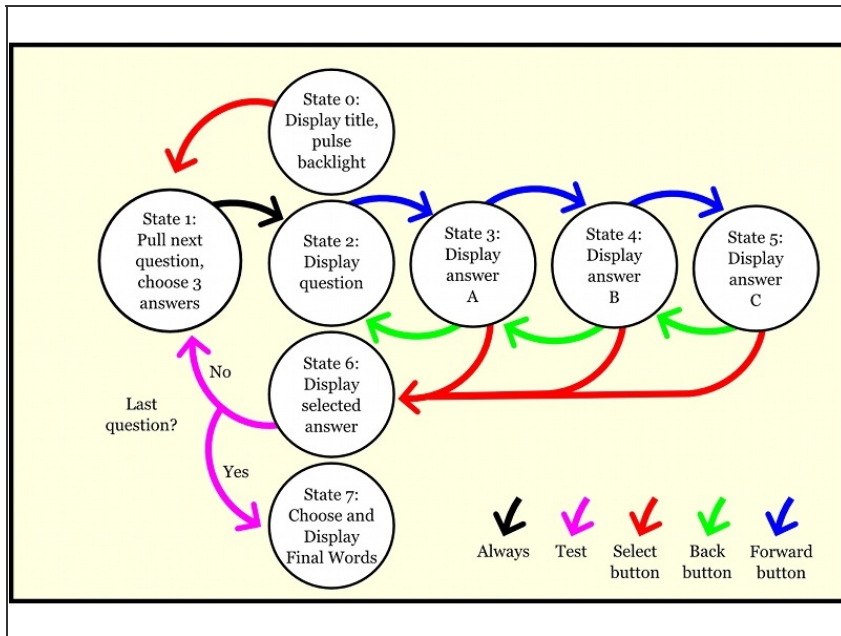 State 0:
Display title,
pulse
backlight
State 1:
Pull next
question,
choose 3
answers
State 2:
Display
question
State 3:
Display
answer
A
State 4:
Display
answer
B
State 5:
Display
answer
C
State 6:
Display
selected
answer
No
Last
question?
Yes
State 7:
Choose and
Display
Final Words
Always
Test
Select
button
Back
button
Forward
button